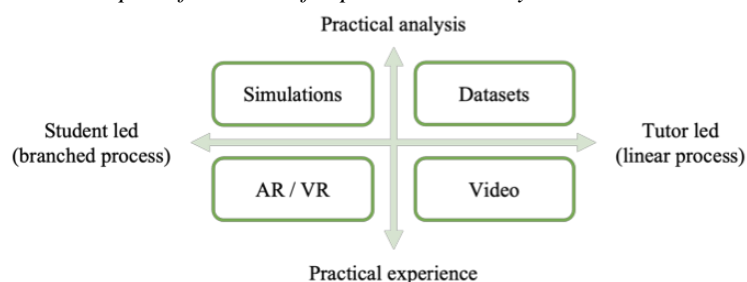 Practical analysis
Simulations
Datasets
Student led
(branched process)
Tutor led
(linear process)
AR / VR
Video
Practical experience